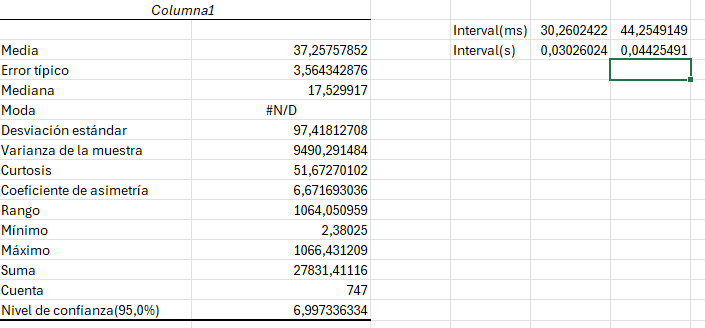 Columna1
Interval(ms) 30,2602422 44,2549149
Media 37,25757852 Interval(s) 0,03026024 0,04425491
Error típico 3,564342876
Mediana 17,529917
Moda #N/D
Desviación estándar 97,41812708
Varianza de la muestra 9490,291484
Curtosis 51,67270102
Coeficiente de asimetría 6,671693036
Rango 1064,050959
Mínimo 2,38025
Máximo 1066,431209
Suma 27831,41116
Cuenta 747
Nivel de confianza(95,0%) 6,997336334